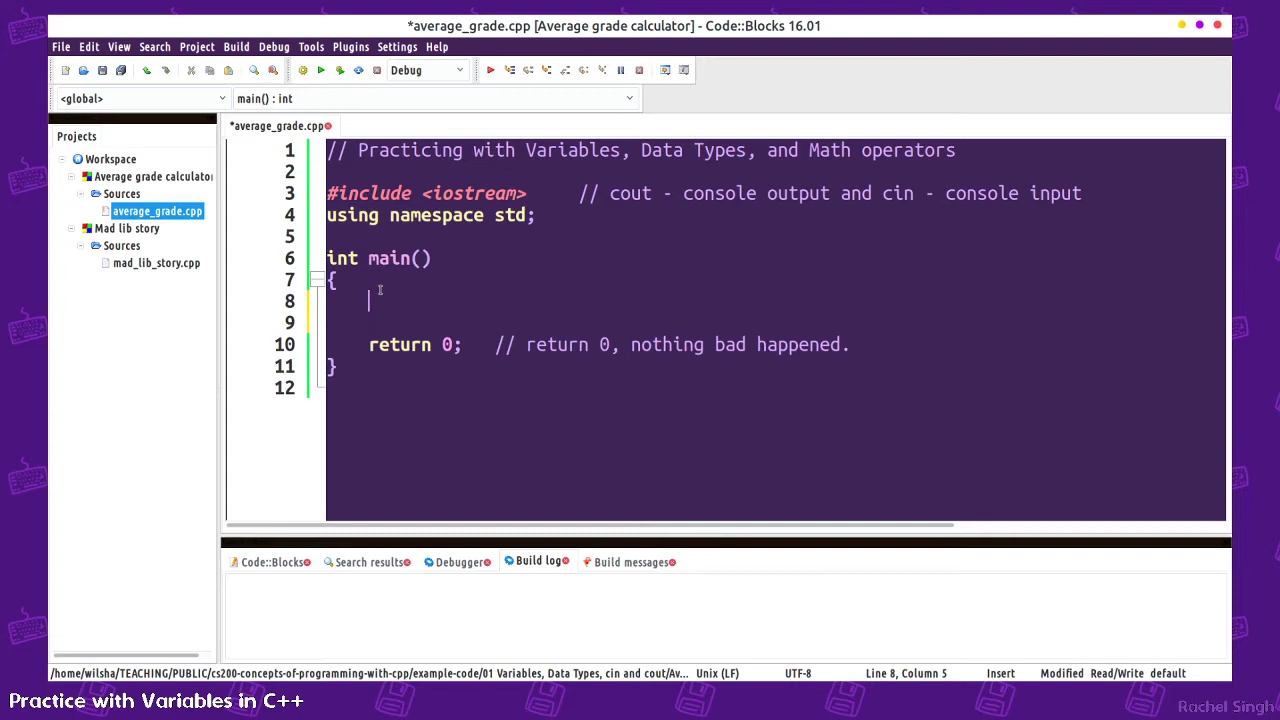 *average_grade.cpp [Average grade calculator] - Code::Blocks 16.01
File Edit View Search Project Build Debug Tools Plugins Settings Help
Debug
<global> main() : int
Projects
Workspace
Average grade calculator
Sources
average_grade.cpp
Mad lib story
Sources
mad_lib_story.cpp
*average_grade.cpp
1 // Practicing with Variables, Data Types, and Math operators
2
3 #include <iostream> // cout - console output and cin - console input
4 using namespace std;
5
6 int main()
7 {
8
9
10 return 0; // return 0, nothing bad happened.
11 }
12
Code::Blocks Search results Debugger Build log Build messages
/home/wilsha/TEACHING/PUBLIC/cs200-concepts-of-programming-with-cpp/example-code/01 Variables, Data Types, cin and cout/Av... Unix (LF) UTF-8 Line 8, Column 5 Insert Modified Read/Write default
Practice with Variables in C++
Rachel Singh